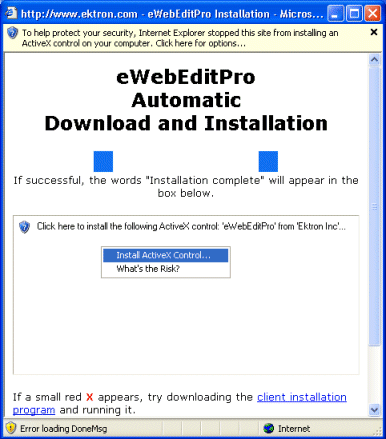 http://www.ektron.com - eWebEditPro Installation - Micros...
To help protect your security, Internet Explorer stopped this site from installing an
ActiveX control on your computer. Click here for options...
eWebEditPro
Automatic
Download and Installation
If successful, the words "Installation complete" will appear in the
box below.
Click here to install the following ActiveX control: 'eWebEditPro' from 'Ektron Inc'...
Install ActiveX Control...
What's the Risk?
If a small red X appears, try downloading the client installation
program and running it.
Error loading DoneMsg
Internet